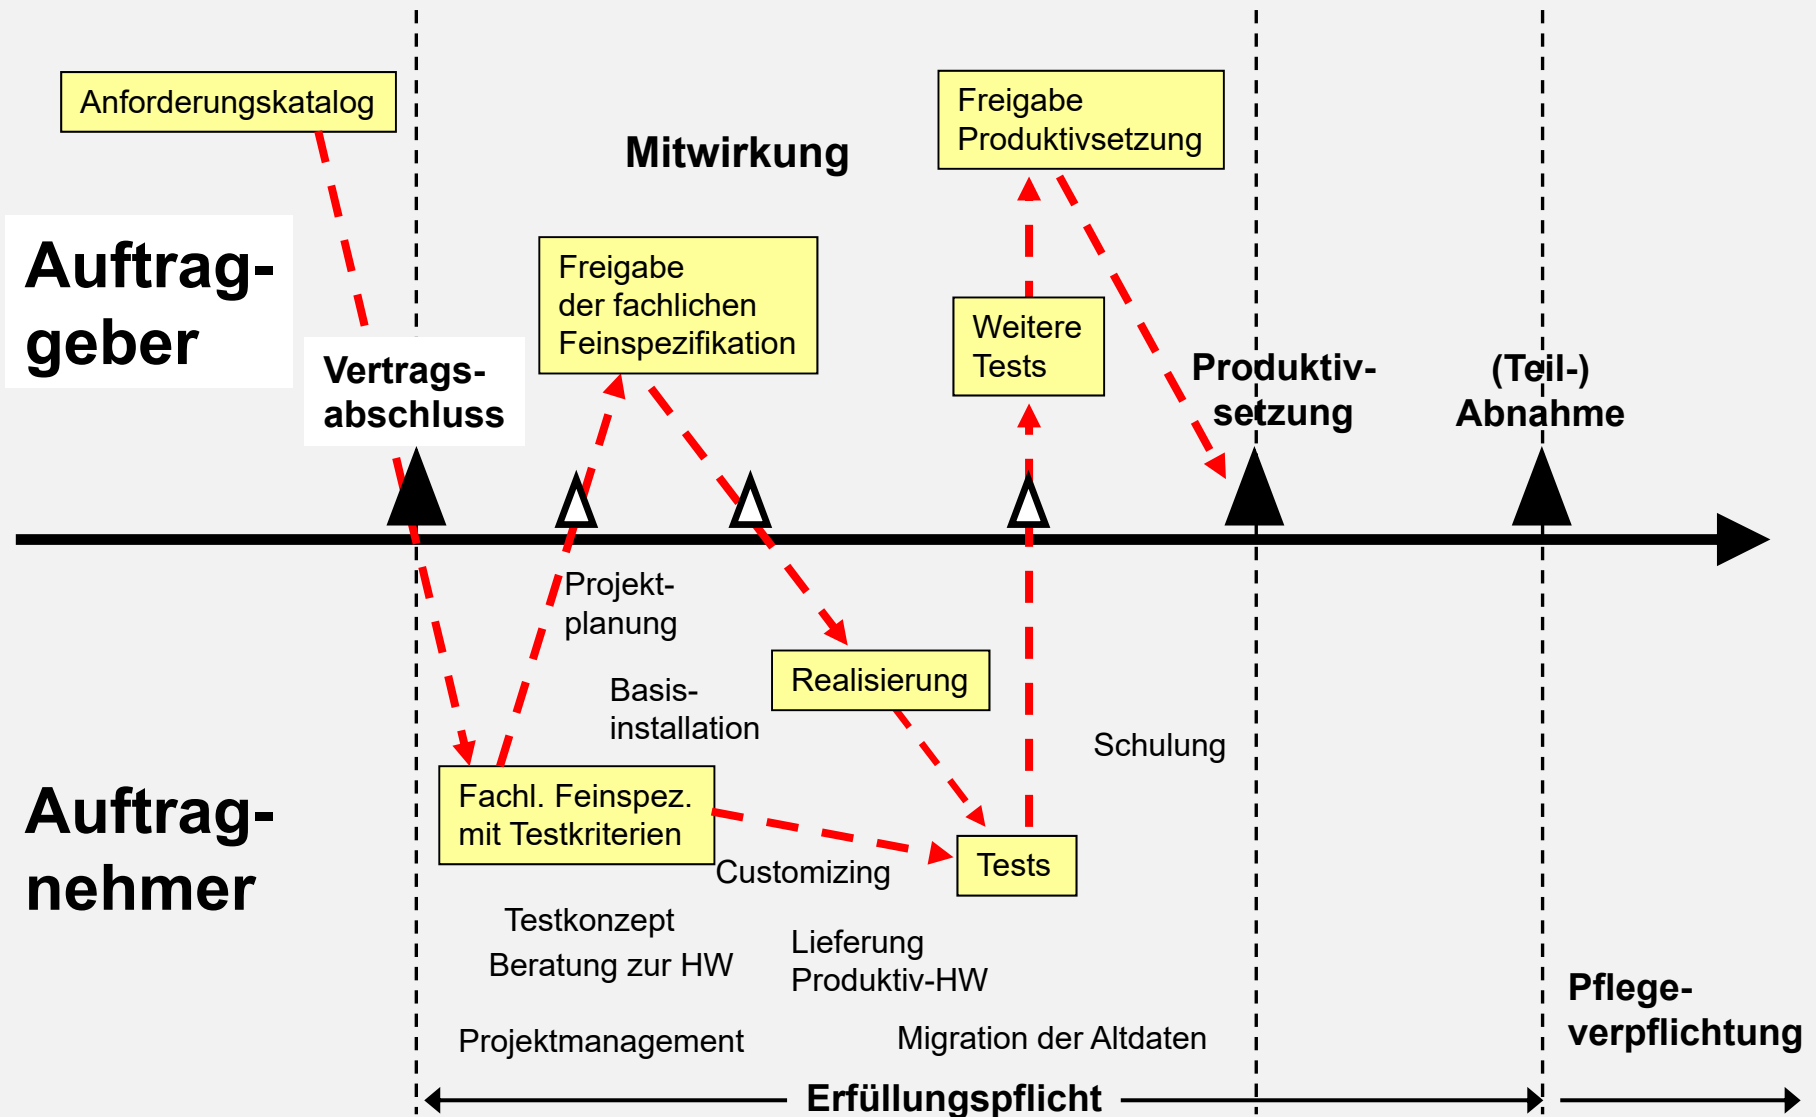 Anforderungskatalog
Freigabe
Produktivsetzung
Mitwirkung
Auftrag-
geber
Freigabe
der fachlichen
Feinspezifikation
Weitere
Tests
Vertrags-
abschluss
Produktiv-
setzung
(Teil-)
Abnahme
Projekt-
planung
Realisierung
Basis-
installation
Schulung
Auftrag-
nehmer
Fachl. Feinspez.
mit Testkriterien
Customizing
Tests
Testkonzept
Beratung zur HW
Lieferung
Produktiv-HW
Projektmanagement
Migration der Altdaten
Pflege-
verpflichtung
Erfüllungspflicht